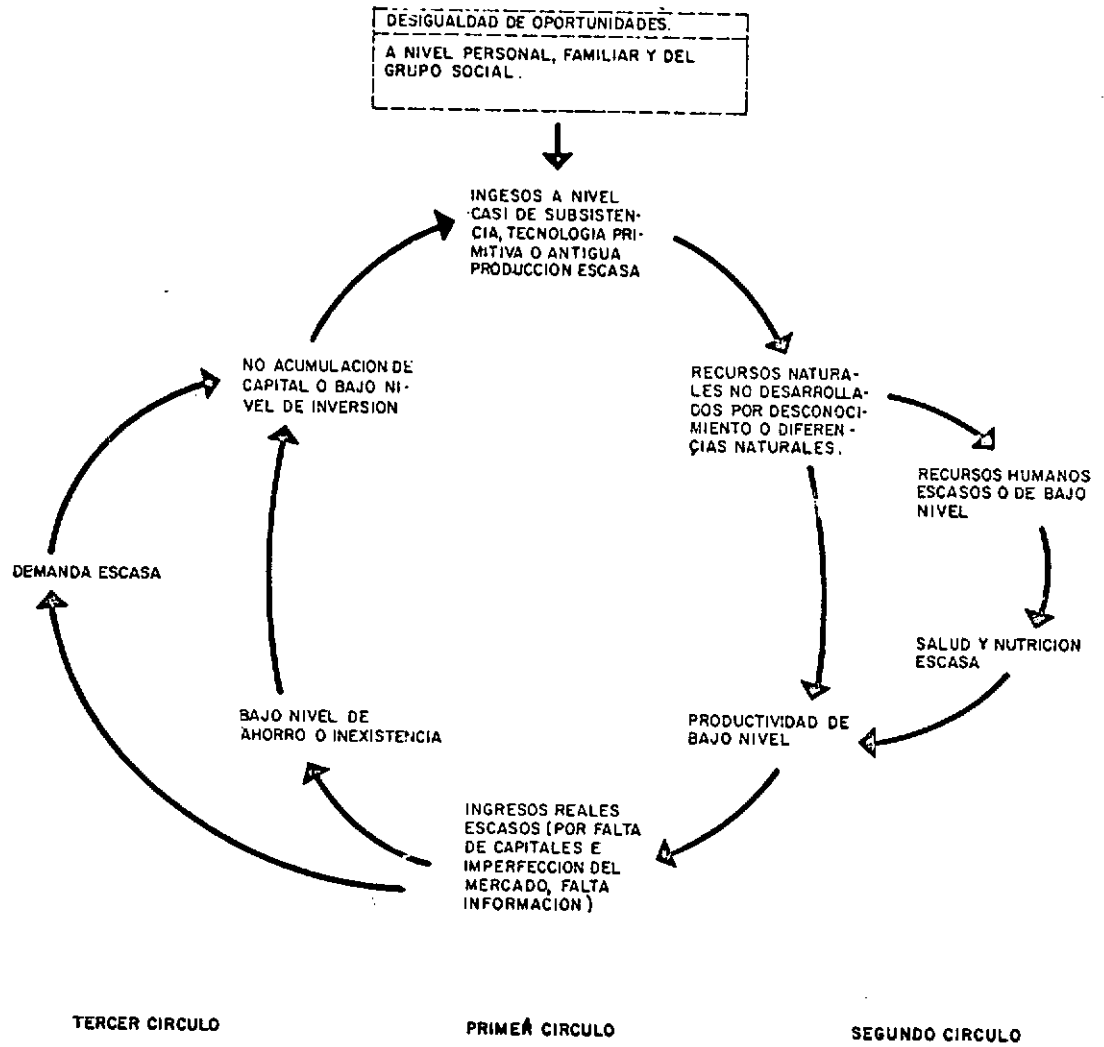 DESIGUALDAD DE OPORTUNIDADES.
A NIVEL PERSONAL, FAMILIAR Y DEL
GRUPO SOCIAL.
INGESOS A NIVEL
CASI DE SUBSISTEN-
CIA, TECNOLOGIA PRI-
MITIVA O ANTIGUA
PRODUCCION ESCASA
NO ACUMULACION DE
CAPITAL O BAJO NI-
VEL DE INVERSION
RECURSOS NATURA-
LES NO DESARROLLA-
DOS POR DESCONOCI-
MIENTO O DIFEREN-
CIAS NATURALES.
RECURSOS HUMANOS
ESCASOS O DE BAJO
NIVEL
DEMANDA ESCASA
SALUD Y NUTRICION
ESCASA
BAJO NIVEL DE
AHORRO O INEXISTENCIA
PRODUCTIVIDAD DE
BAJO NIVEL
INGRESOS REALES
ESCASOS (POR FALTA
DE CAPITALES E
IMPERFECCION DEL
MERCADO, FALTA
INFORMACION)
TERCER CIRCULO
PRIMER CIRCULO
SEGUNDO CIRCULO